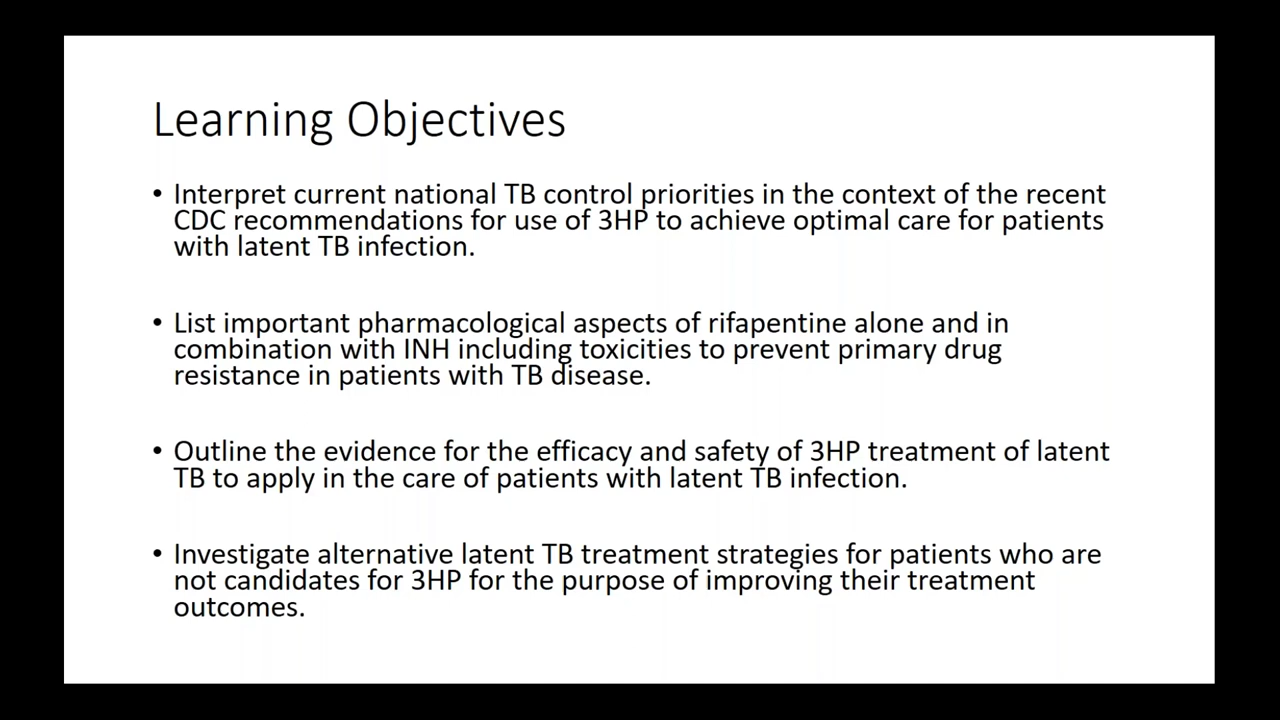 Learning Objectives
• Interpret current national TB control priorities in the context of the recent
CDC recommendations for use of 3HP to achieve optimal care for patients
with latent TB infection.
• List important pharmacological aspects of rifapentine alone and in
combination with INH including toxicities to prevent primary drug
resistance in patients with TB disease.
• Outline the evidence for the efficacy and safety of 3HP treatment of latent
TB to apply in the care of patients with latent TB infection.
• Investigate alternative latent TB treatment strategies for patients who are
not candidates for 3HP for the purpose of improving their treatment
outcomes.